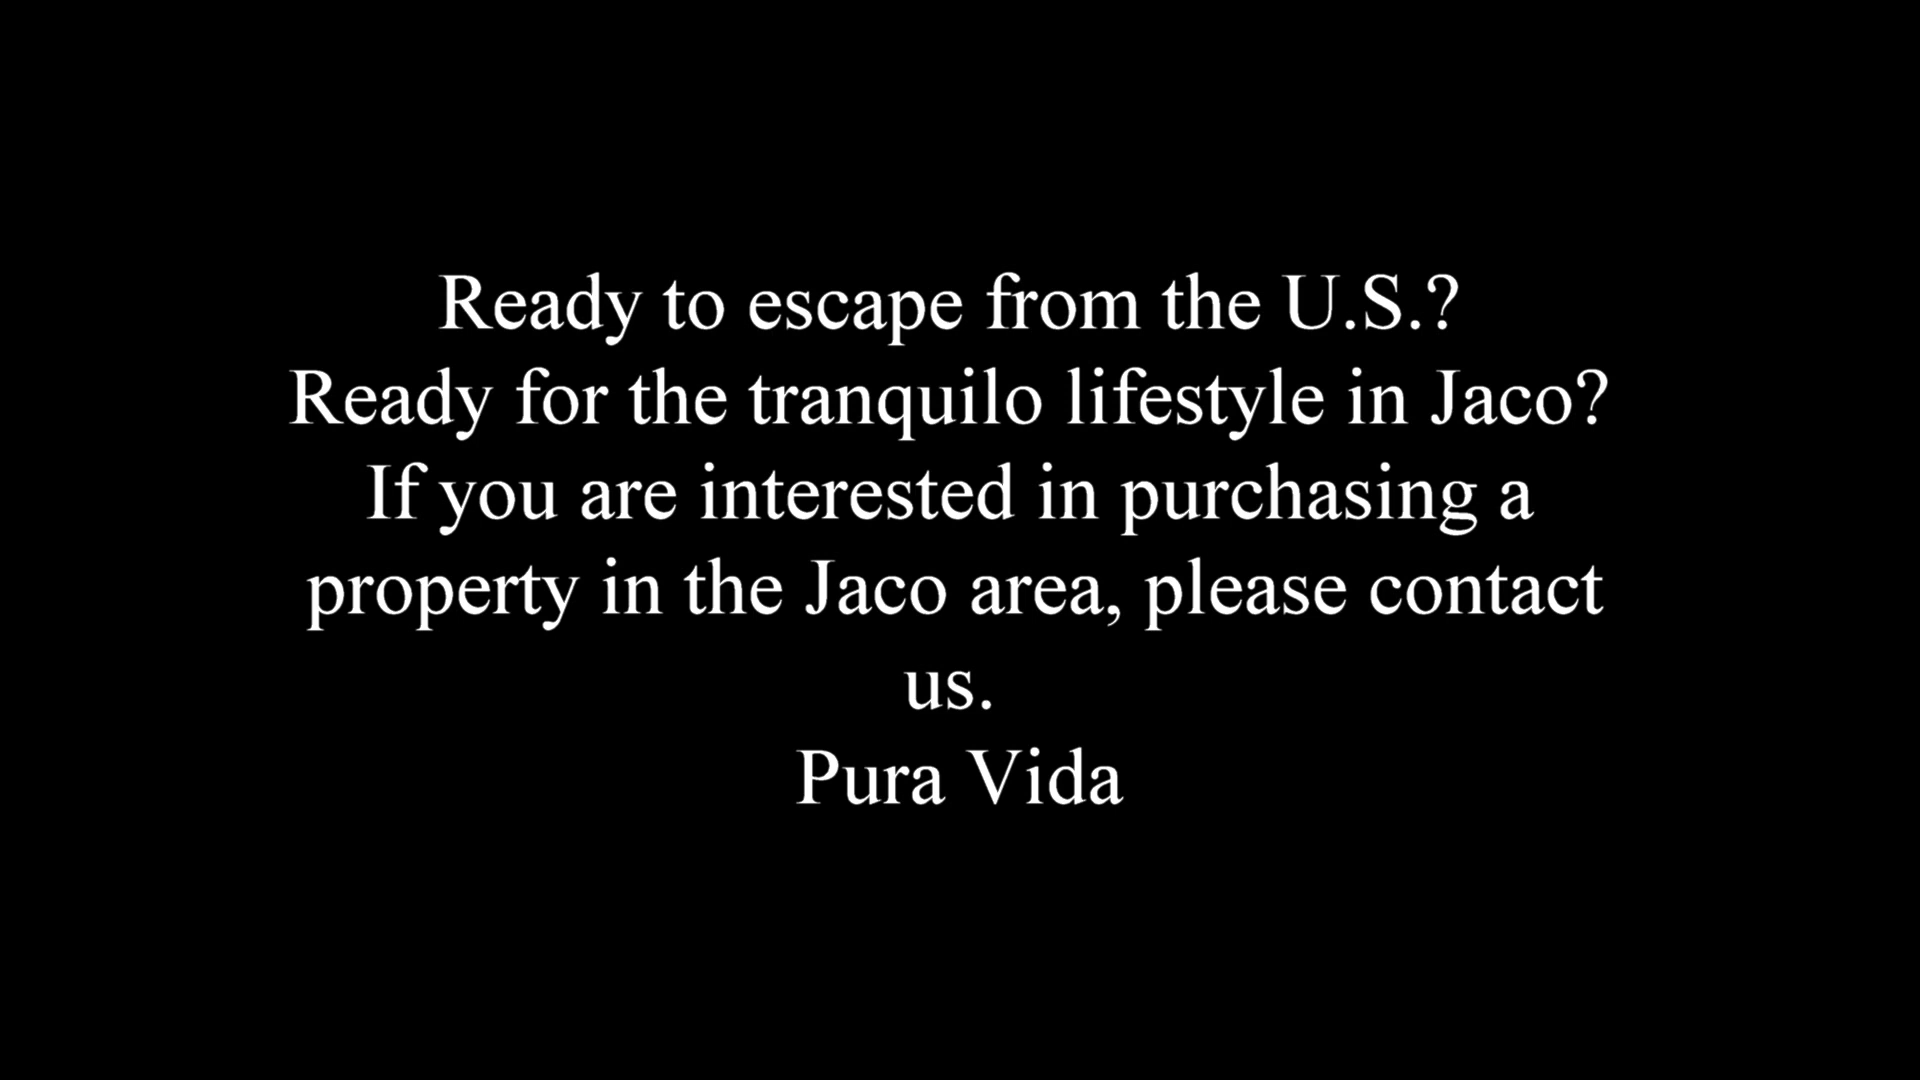 Ready to escape from the U.S.?
Ready for the tranquilo lifestyle in Jaco?
If you are interested in purchasing a
property in the Jaco area, please contact
us.
Pura Vida